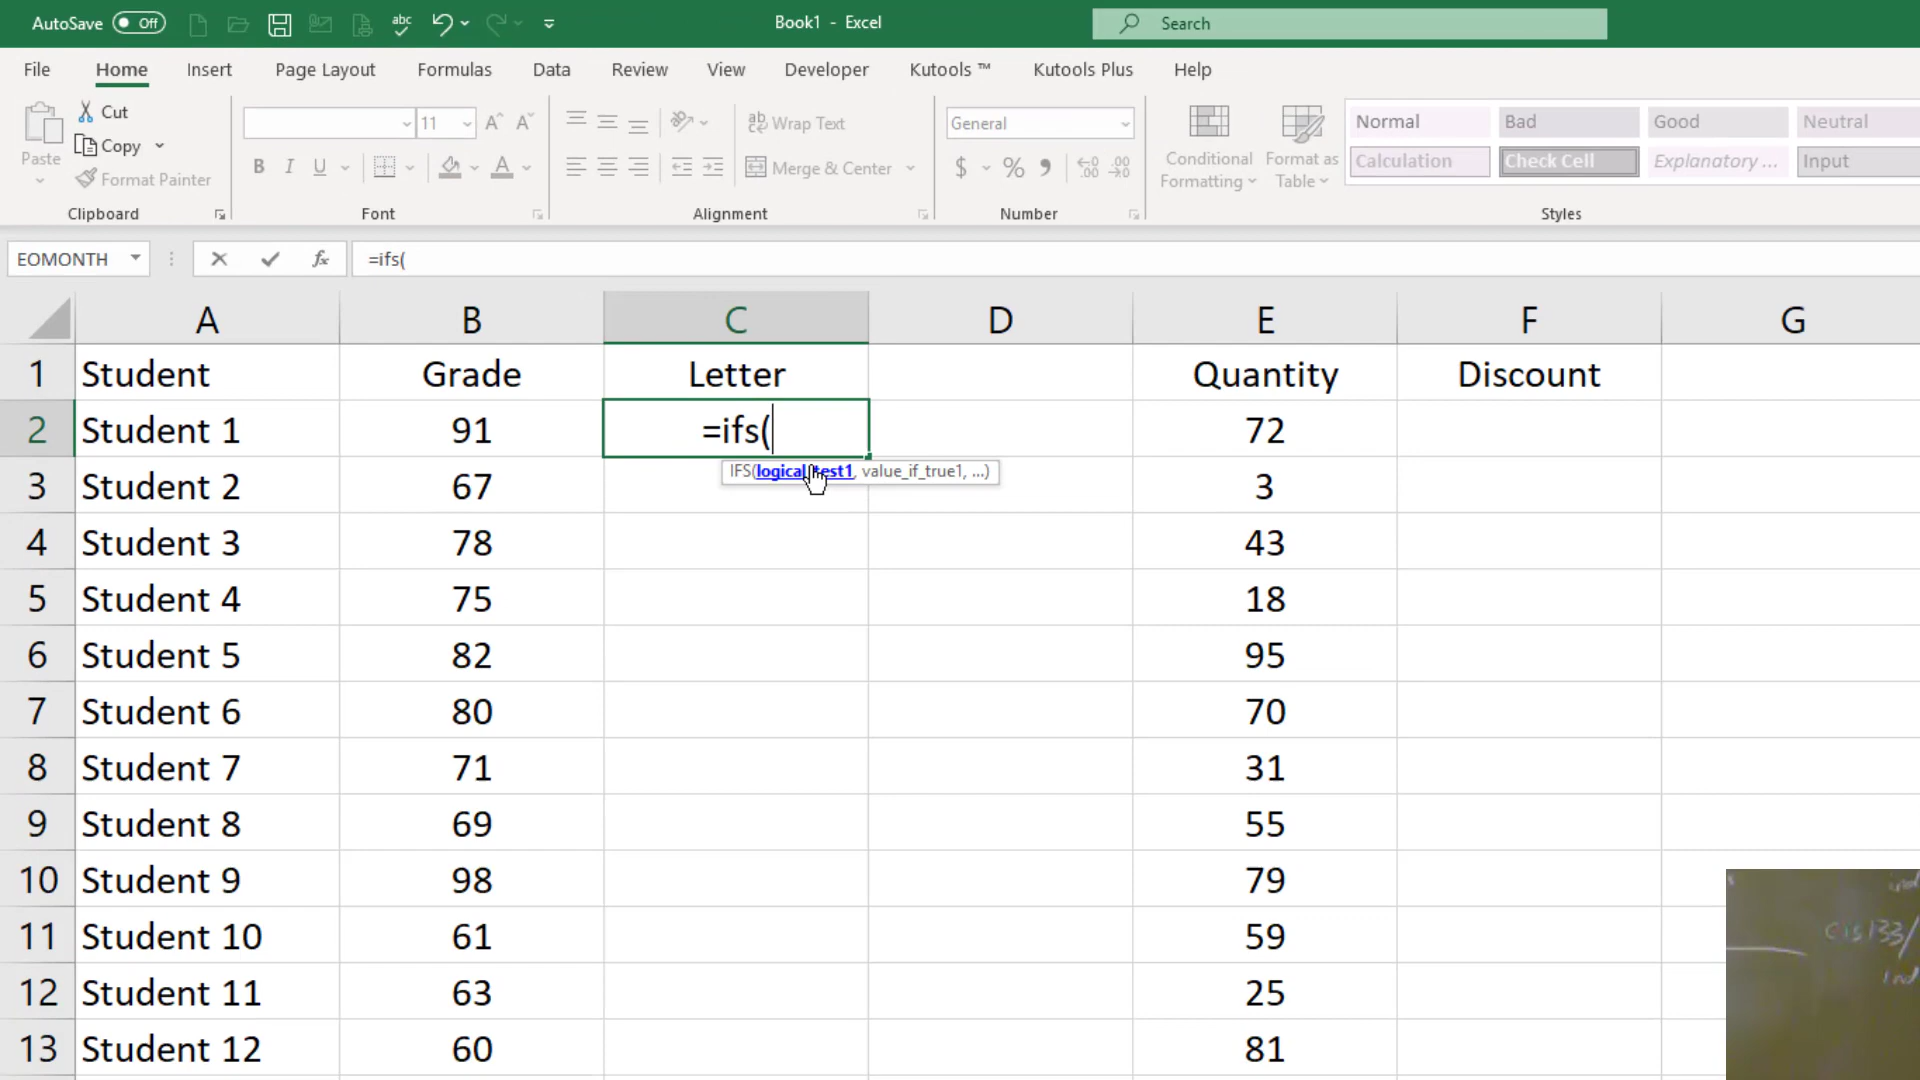 AutoSave Off
abc
Book1 - Excel
Search
File Home Insert Page Layout Formulas Data Review View Developer Kutools ™ Kutools Plus Help
Paste
Cut
Copy
Format Painter
Clipboard
11 A A
B I U A
Font
ab Wrap Text
Merge & Center
Alignment
General
$ % 9
Number
Conditional Formatting
Format as Table
Normal Bad Good Neutral
Calculation Check Cell Explanatory ... Input
Styles
EOMONTH fx =ifs(
A B C D E F G
1 Student Grade Letter Quantity Discount
2 Student 1 91 =ifs( 72
IFS(logical_test1, value_if_true1, ...)
3 Student 2 67 3
4 Student 3 78 43
5 Student 4 75 18
6 Student 5 82 95
7 Student 6 80 70
8 Student 7 71 31
9 Student 8 69 55
10 Student 9 98 79
11 Student 10 61 59
12 Student 11 63 25
13 Student 12 60 81
cis133/